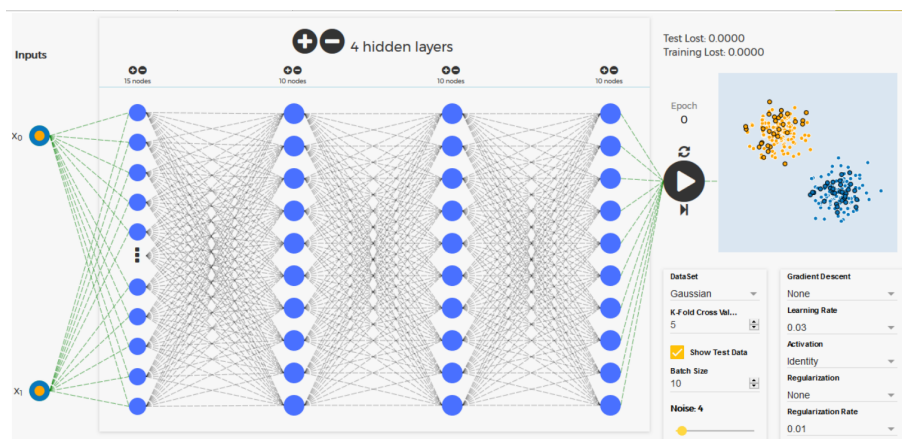 Inputs
4 hidden layers
15 nodes
10 nodes
10 nodes
10 nodes
X0
X1
Test Lost: 0.0000
Training Lost: 0.0000
Epoch
0
DataSet
Gaussian
K-Fold Cross Val...
5
Show Test Data
Batch Size
10
Noise: 4
Gradient Descent
None
Learning Rate
0.03
Activation
Identity
Regularization
None
Regularization Rate
0.01